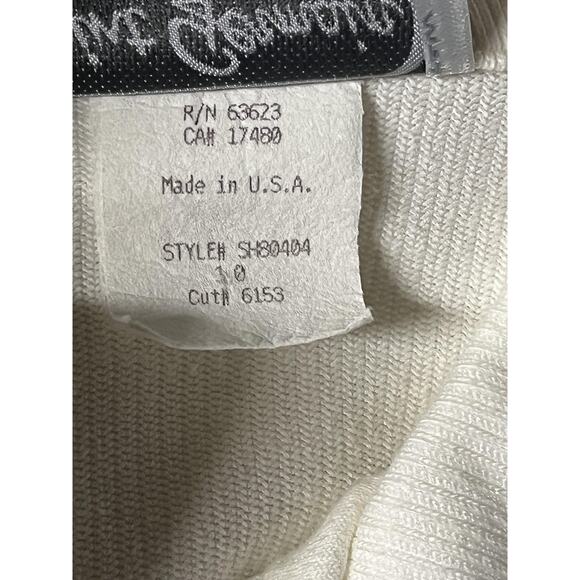 R/N 63623
CA# 17480
Made in U.S.A.
STYLE# SH80404
10
Cut# 6153